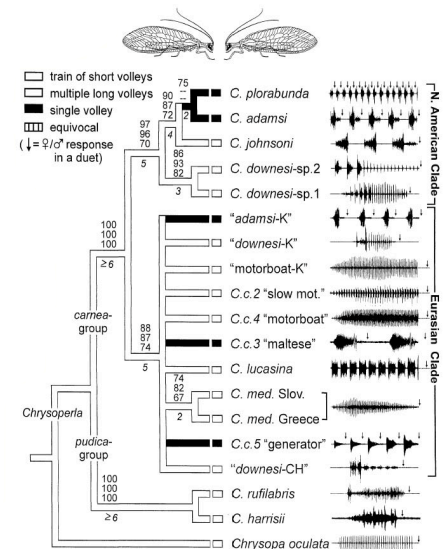 train of short volleys
multiple long volleys
single volley
equivocal
(↓= ♀/♂ response
in a duet)
75
--
90
87
72
2
4
97
96
70
5
86
93
82
3
100
100
100
≥6
carnea-
group
88
87
74
5
74
82
67
2
Chrysoperla
pudica-
group
100
100
100
≥6
C. plorabunda
C. adamsi
C. johnsoni
C. downesi-sp.2
C. downesi-sp.1
"adamsi-K"
"downesi-K"
"motorboat-K"
C.c.2 "slow mot."
C.c.4 "motorboat"
C.c.3 "maltese"
C. lucasina
C. med. Slov.
C. med. Greece
C.c.5 "generator"
"downesi-CH"
C. rufilabris
C. harrisii
Chrysopa oculata
N. American Clade
Eurasian Clade